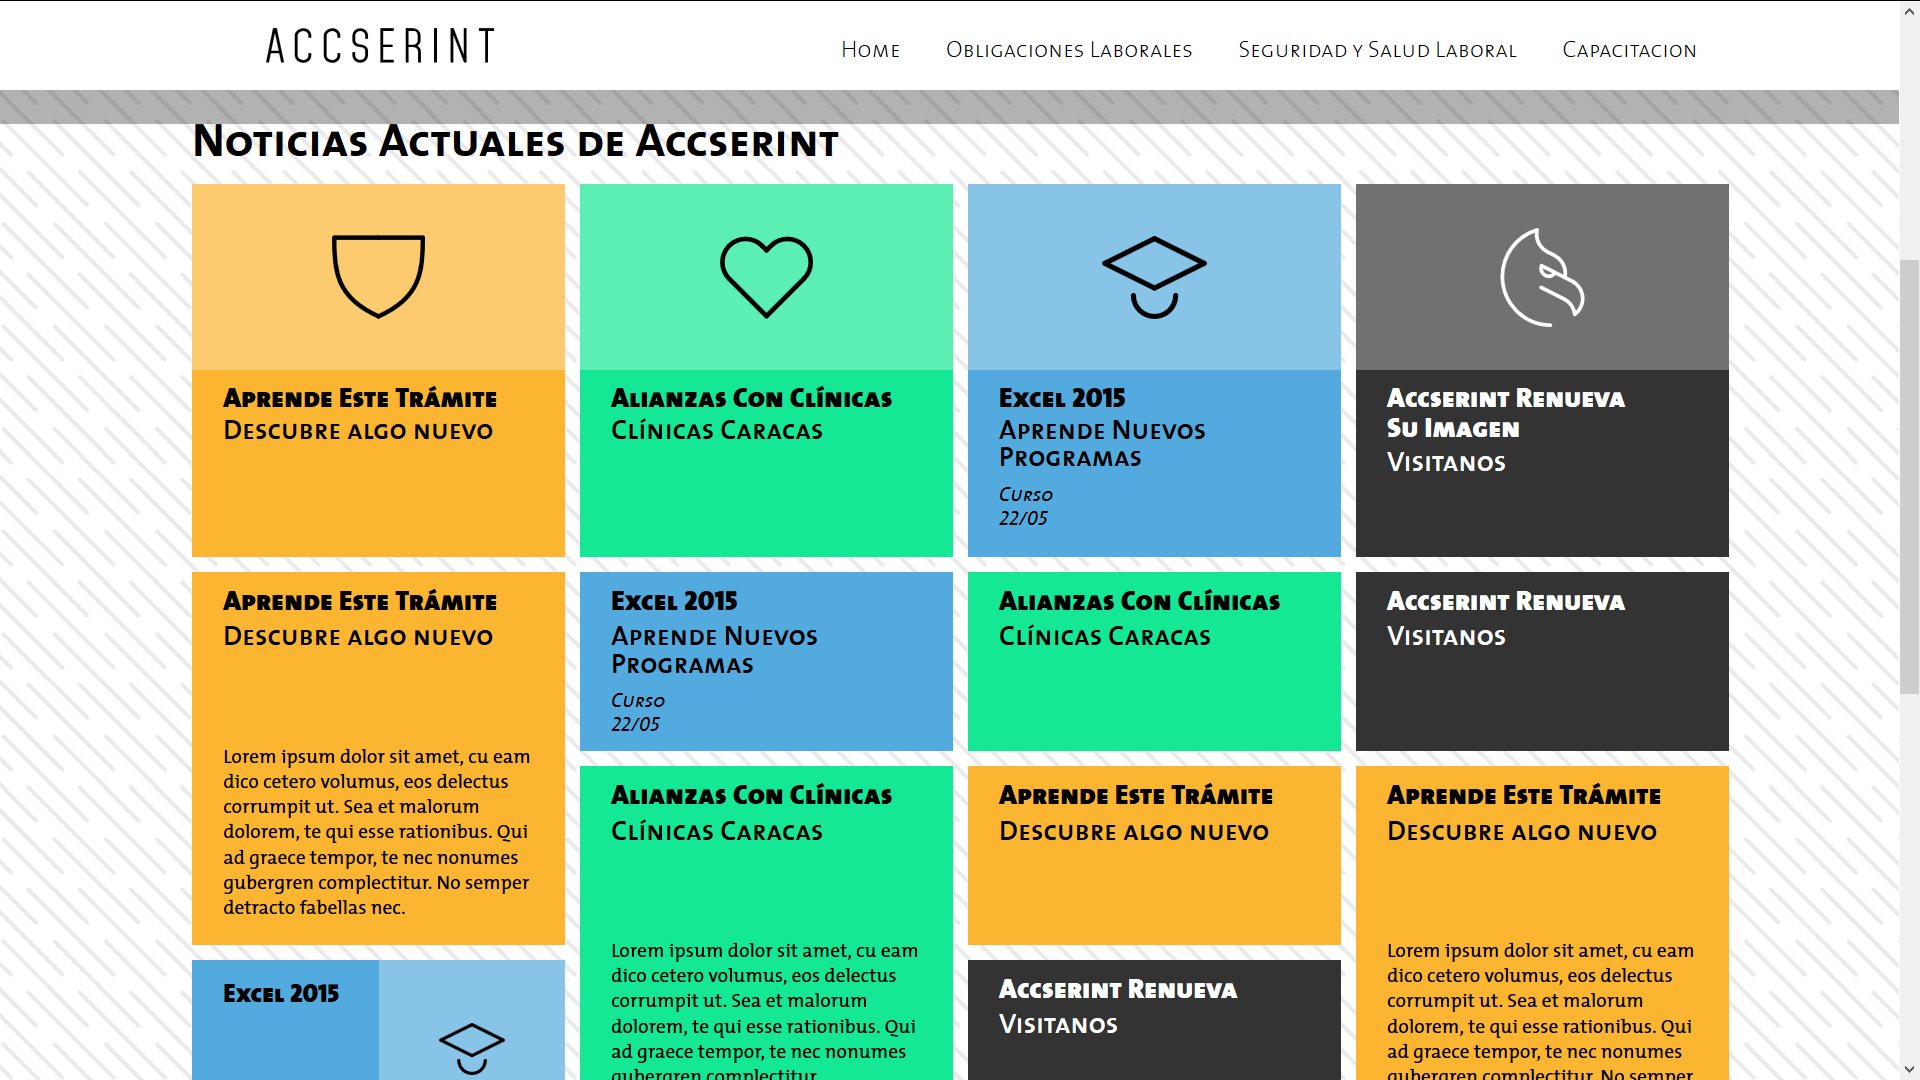 ACCSERINT
Home
Obligaciones Laborales
Seguridad y Salud Laboral
Capacitacion
Noticias Actuales de Accserint
Aprende Este Trámite
Descubre algo nuevo
Alianzas Con Clínicas
Clínicas Caracas
Excel 2015
Aprende Nuevos
Programas
Curso
22/05
Accserint Renueva
Su Imagen
Visitanos
Aprende Este Trámite
Descubre algo nuevo
Lorem ipsum dolor sit amet, cu eam
dico cetero volumus, eos delectus
corrumpit ut. Sea et malorum
dolorem, te qui esse rationibus. Qui
ad graece tempor, te nec nonumes
gubergren complectitur. No semper
detracto fabellas nec.
Excel 2015
Aprende Nuevos
Programas
Curso
22/05
Alianzas Con Clínicas
Clínicas Caracas
Accserint Renueva
Visitanos
Alianzas Con Clínicas
Clínicas Caracas
Lorem ipsum dolor sit amet, cu eam
dico cetero volumus, eos delectus
corrumpit ut. Sea et malorum
dolorem, te qui esse rationibus. Qui
ad graece tempor, te nec nonumes
gubergren complectitur.
Aprende Este Trámite
Descubre algo nuevo
Aprende Este Trámite
Descubre algo nuevo
Lorem ipsum dolor sit amet, cu eam
dico cetero volumus, eos delectus
corrumpit ut. Sea et malorum
dolorem, te qui esse rationibus. Qui
ad graece tempor, te nec nonumes
gubergren complectitur. No semper
Excel 2015
Accserint Renueva
Visitanos